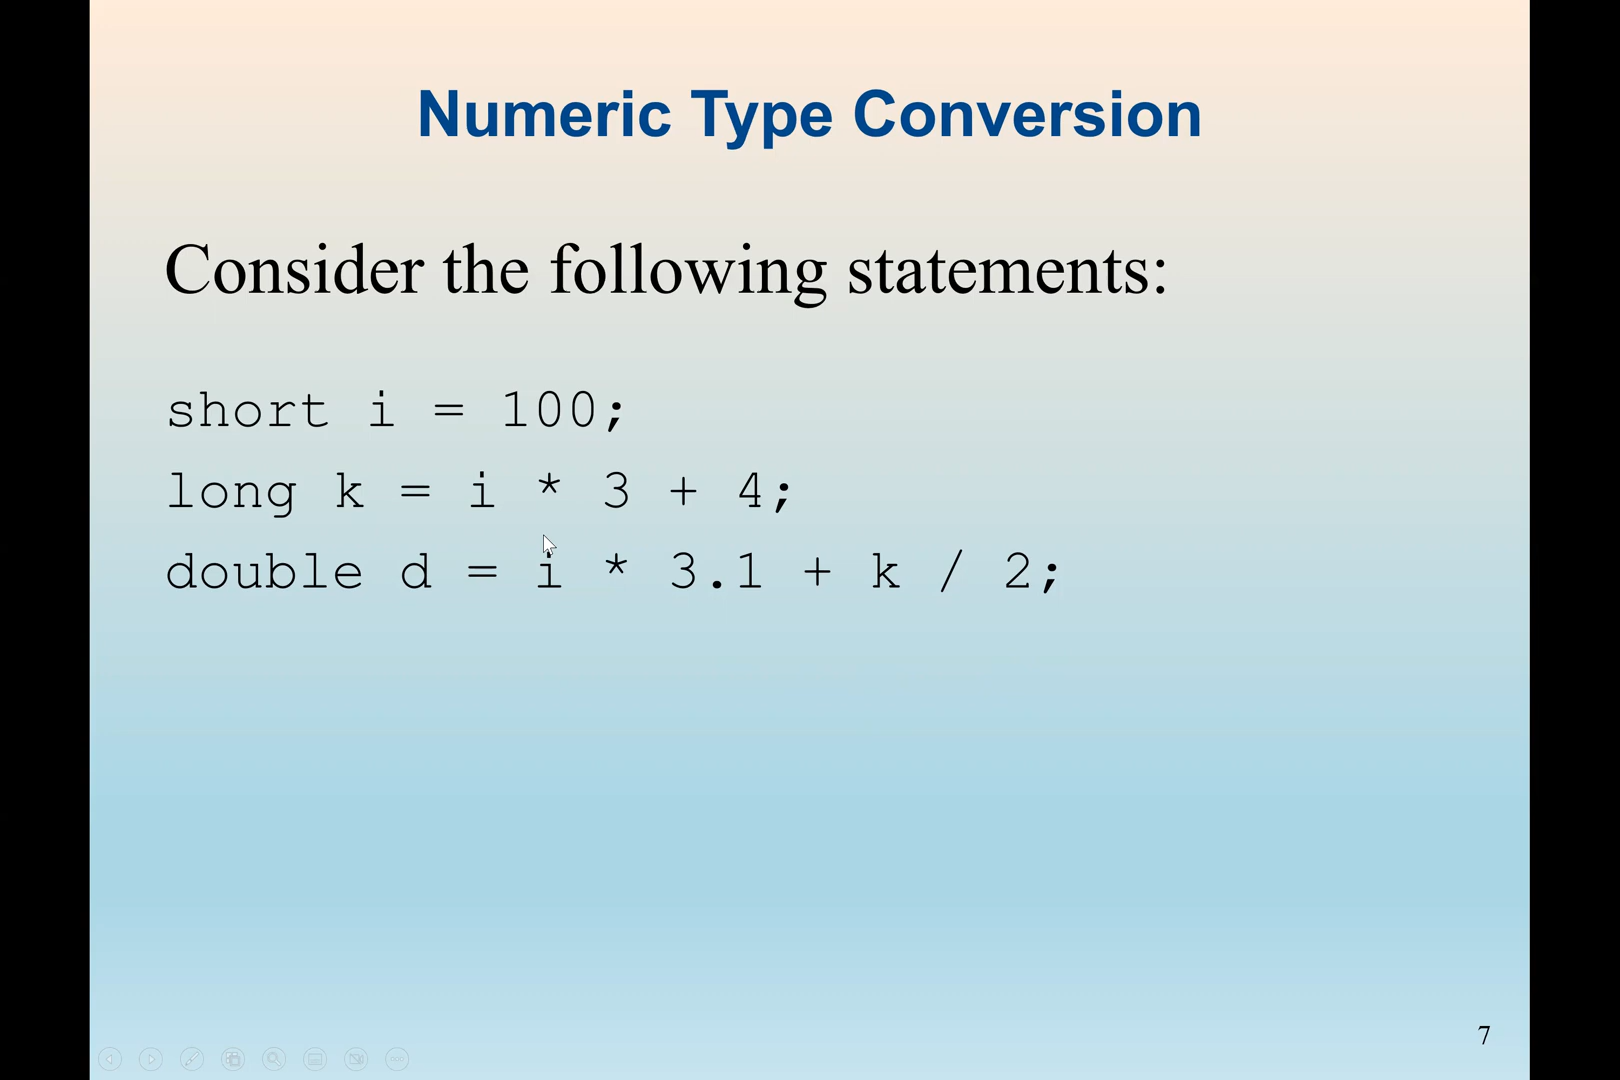 Numeric Type Conversion
Consider the following statements:
short i = 100;
long k = i * 3 + 4;
double d = i * 3.1 + k / 2;
7